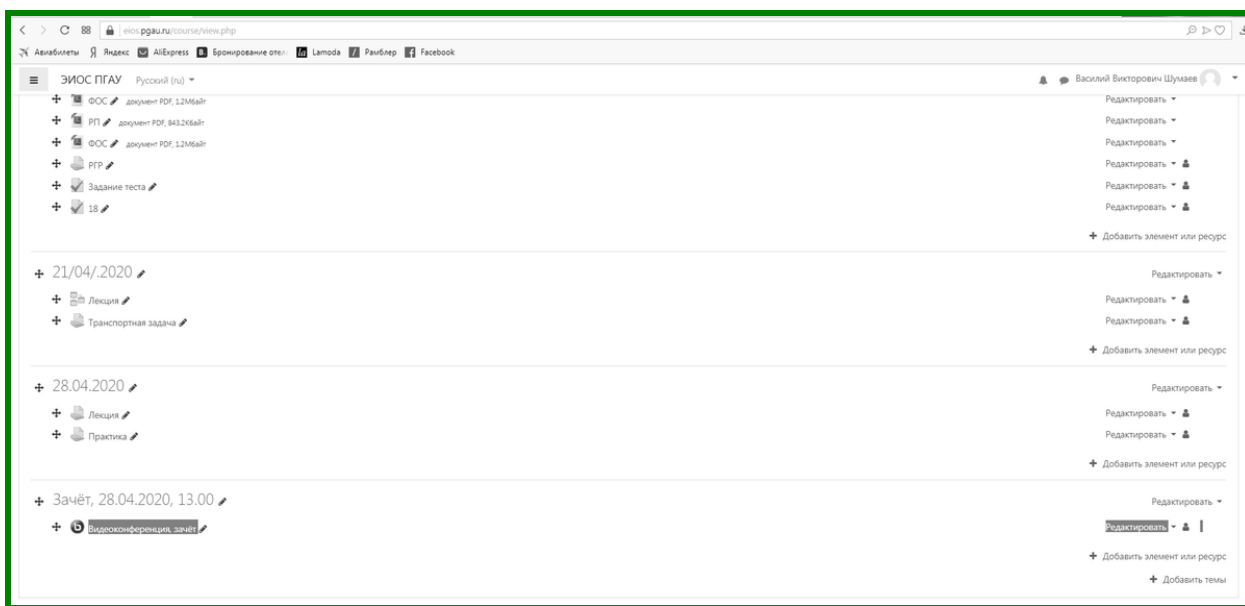 88 eios.pgau.ru/course/view.php
Авиабилеты Я Яндекс AliExpress B. Бронирование отел Lamoda Рамблер Facebook
ЭИОС ПГАУ Русский (ru) Василий Викторович Шумаев
ФОС документ PDF, 1.2Мбайт Редактировать
РП документ PDF, 843.2Кбайт Редактировать
ФОС документ PDF, 1.2Мбайт Редактировать
РГР Редактировать
Задание теста Редактировать
18 Редактировать
+ Добавить элемент или ресурс
21/04/.2020 Редактировать
Лекция Редактировать
Транспортная задача Редактировать
+ Добавить элемент или ресурс
28.04.2020 Редактировать
Лекция Редактировать
Практика Редактировать
+ Добавить элемент или ресурс
Зачёт, 28.04.2020, 13.00 Редактировать
Видеоконференция, зачёт Редактировать
+ Добавить элемент или ресурс
+ Добавить темы